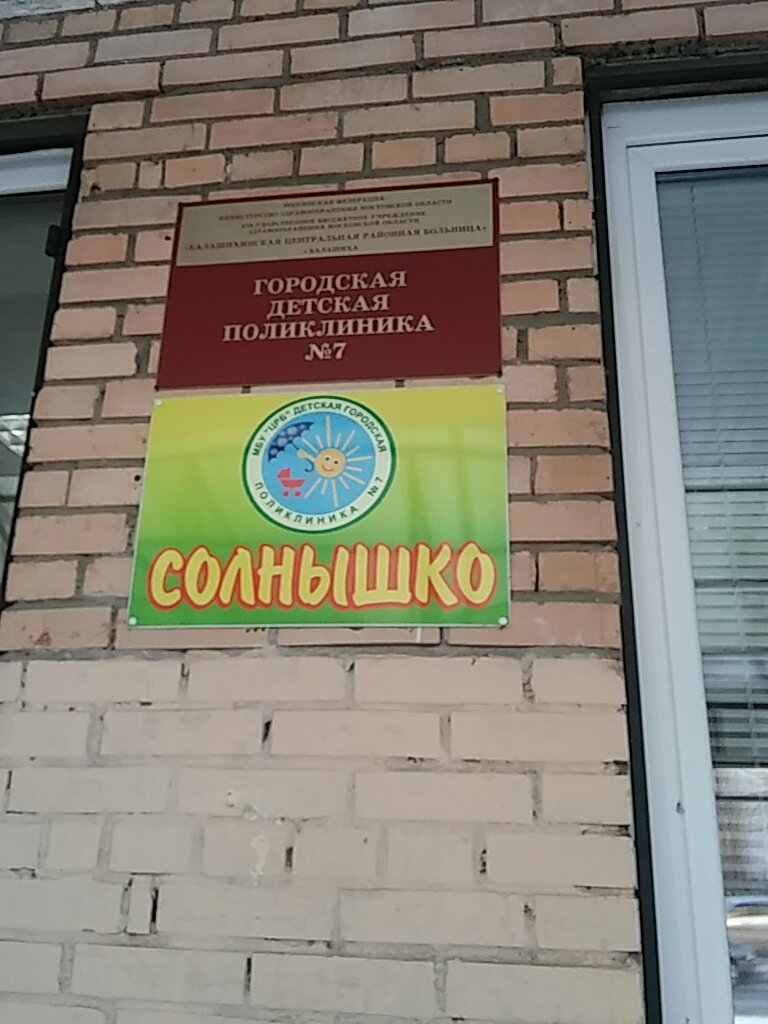 РОССИЙСКАЯ ФЕДЕРАЦИЯ
МИНИСТЕРСТВО ЗДРАВООХРАНЕНИЯ МОСКОВСКОЙ ОБЛАСТИ
ГОСУДАРСТВЕННОЕ БЮДЖЕТНОЕ УЧРЕЖДЕНИЕ
ЗДРАВООХРАНЕНИЯ МОСКОВСКОЙ ОБЛАСТИ
«БАЛАШИХИНСКАЯ ЦЕНТРАЛЬНАЯ РАЙОННАЯ БОЛЬНИЦА»
г.БАЛАШИХА
ГОРОДСКАЯ
ДЕТСКАЯ
ПОЛИКЛИНИКА
№7
МБУ "ЦРБ" ДЕТСКАЯ ГОРОДСКАЯ
ПОЛИКЛИНИКА №7
СОЛНЫШКО